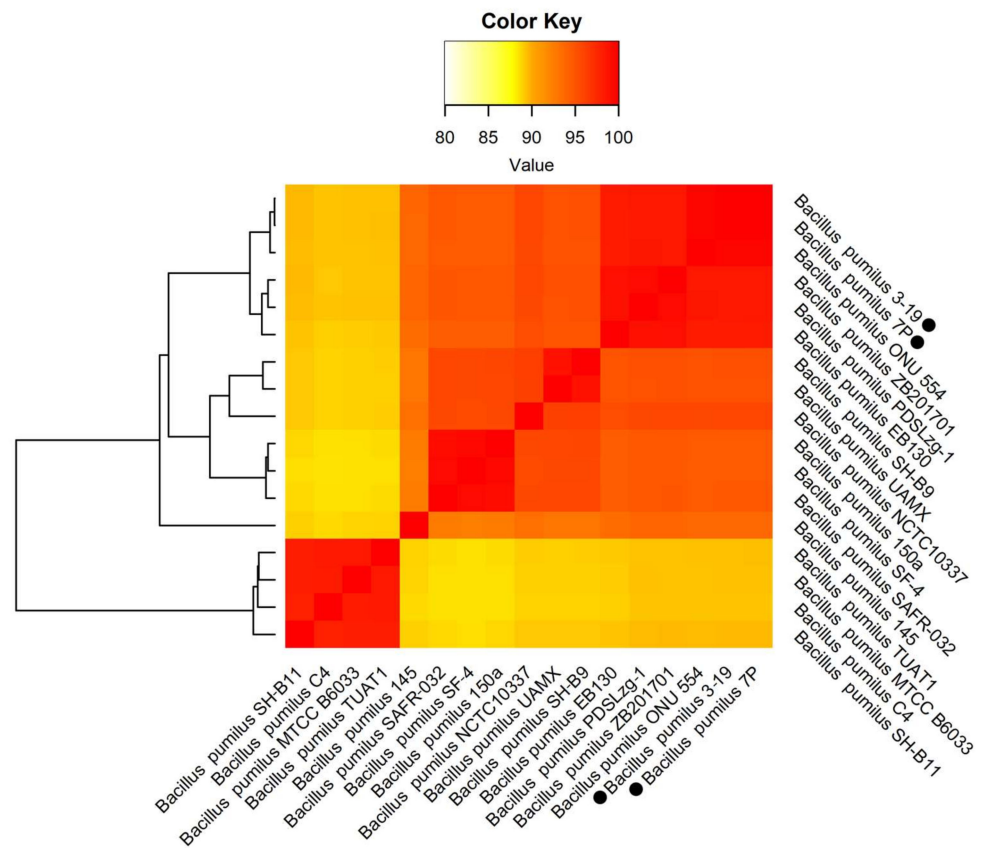 Color Key
80 85 90 95 100
Value
Bacillus pumilus 3-19
Bacillus pumilus 7P
Bacillus pumilus ONU 554
Bacillus pumilus ZB201701
Bacillus pumilus PDSLzg-1
Bacillus pumilus EB130
Bacillus pumilus SH-B9
Bacillus pumilus UAMX
Bacillus pumilus NCTC10337
Bacillus pumilus 150a
Bacillus pumilus SF-4
Bacillus pumilus SAFR-032
Bacillus pumilus 145
Bacillus pumilus TUAT1
Bacillus pumilus MTCC B6033
Bacillus pumilus C4
Bacillus pumilus SH-B11
Bacillus pumilus SH-B11
Bacillus pumilus C4
Bacillus pumilus MTCC B6033
Bacillus pumilus TUAT1
Bacillus pumilus 145
Bacillus pumilus SAFR-032
Bacillus pumilus SF-4
Bacillus pumilus 150a
Bacillus pumilus NCTC10337
Bacillus pumilus UAMX
Bacillus pumilus SH-B9
Bacillus pumilus EB130
Bacillus pumilus PDSLzg-1
Bacillus pumilus ZB201701
Bacillus pumilus ONU 554
Bacillus pumilus 3-19
Bacillus pumilus 7P